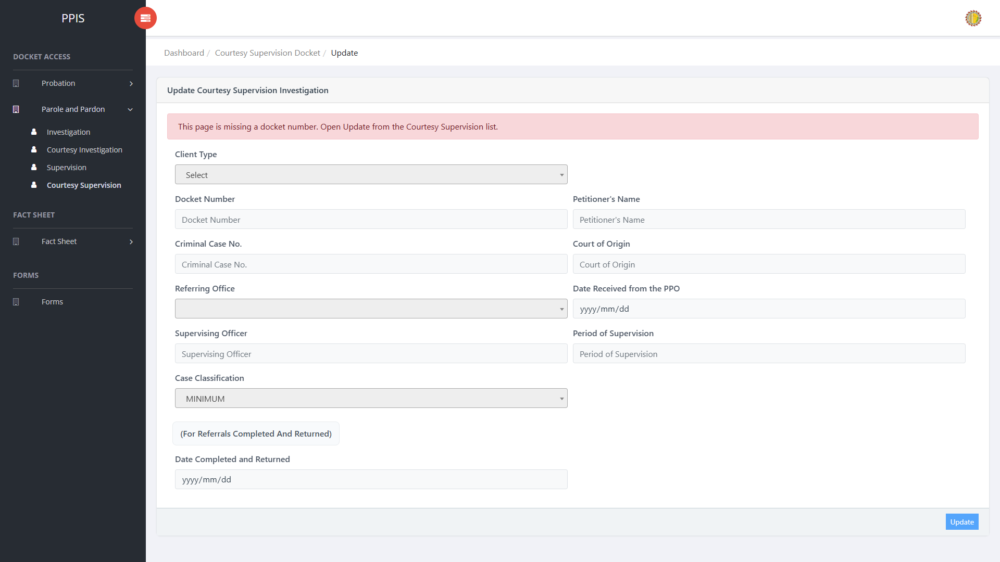 PPIS
DOCKET ACCESS
Probation
Parole and Pardon
Investigation
Courtesy Investigation
Supervision
Courtesy Supervision
FACT SHEET
Fact Sheet
FORMS
Forms
Dashboard / Courtesy Supervision Docket / Update
Update Courtesy Supervision Investigation
This page is missing a docket number. Open Update from the Courtesy Supervision list.
Client Type
Select
Docket Number Petitioner's Name
Docket Number Petitioner's Name
Criminal Case No. Court of Origin
Criminal Case No. Court of Origin
Referring Office Date Received from the PPO
yyyy/mm/dd
Supervising Officer Period of Supervision
Supervising Officer Period of Supervision
Case Classification
MINIMUM
(For Referrals Completed And Returned)
Date Completed and Returned
yyyy/mm/dd
Update